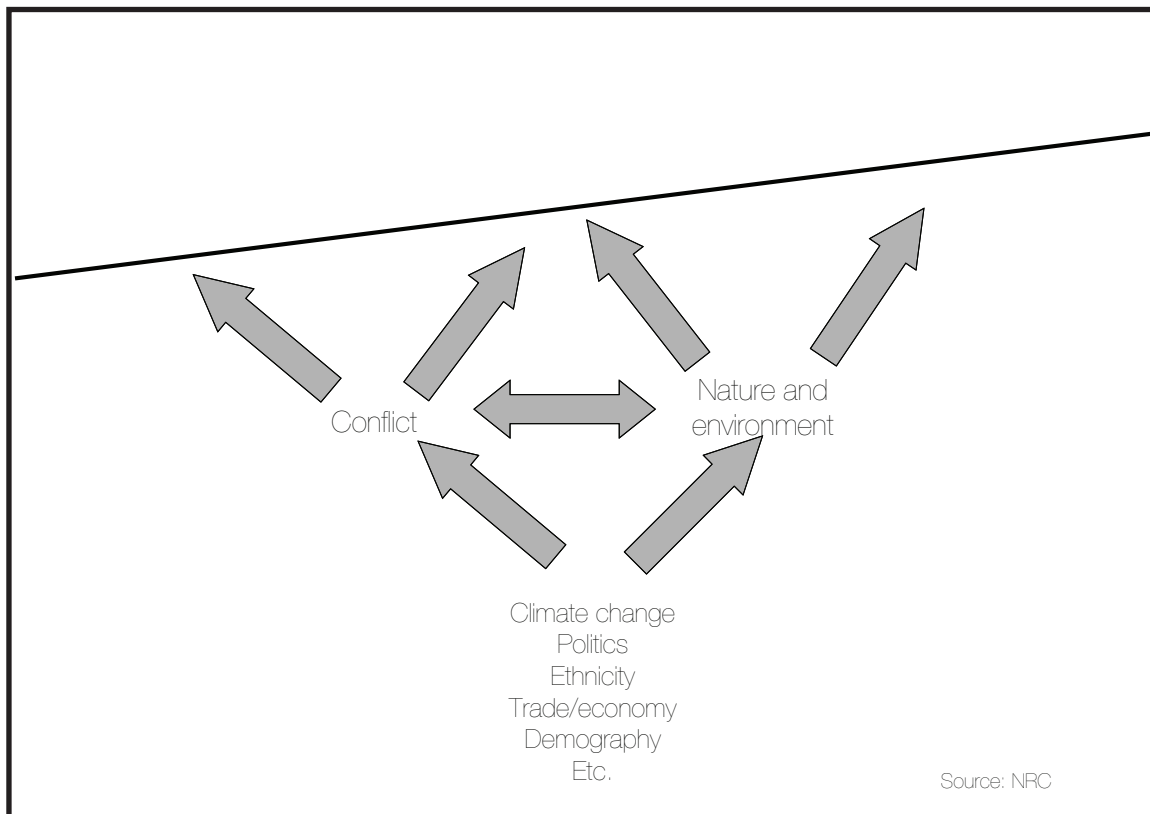 Conflict
Nature and
environment
Climate change
Politics
Ethnicity
Trade/economy
Demography
Etc.
Source: NRC